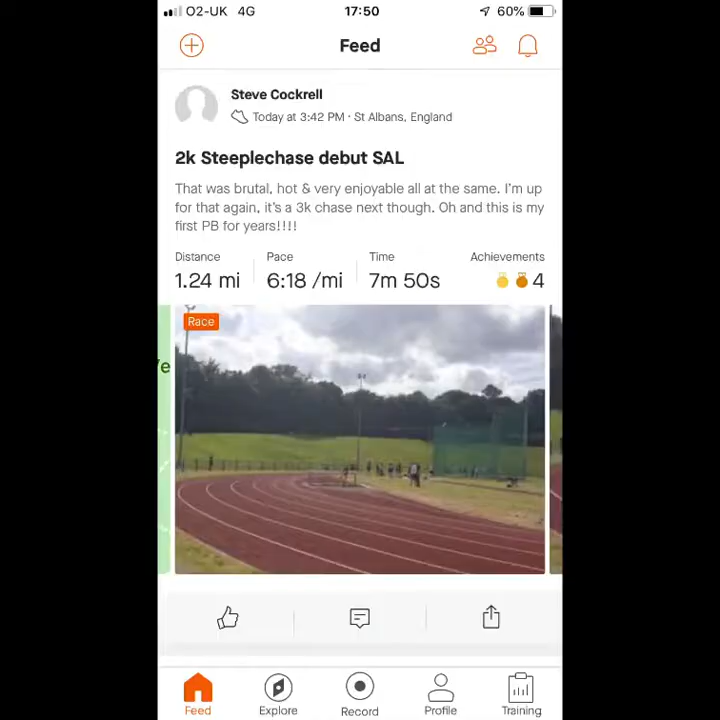 O2-UK 4G 17:50 60%
Feed
Steve Cockrell
Today at 3:42 PM · St Albans, England
2k Steeplechase debut SAL
That was brutal, hot & very enjoyable all at the same. I'm up
for that again, it's a 3k chase next though. Oh and this is my
first PB for years!!!!
Distance Pace Time Achievements
1.24 mi 6:18 /mi 7m 50s 4
Race
Feed Explore Record Profile Training